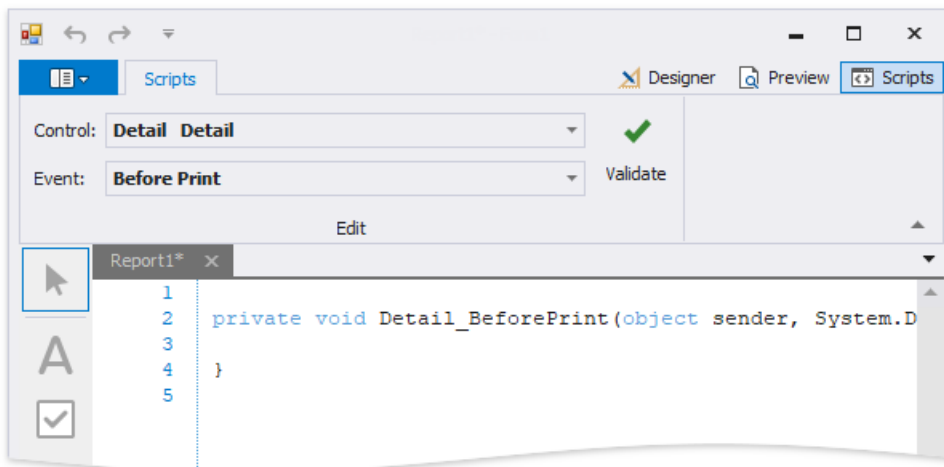 Scripts Designer Preview Scripts
Control: Detail Detail
Event: Before Print Validate
Edit
Report1*
1
2 private void Detail_BeforePrint(object sender, System.D
3
4 }
5
A